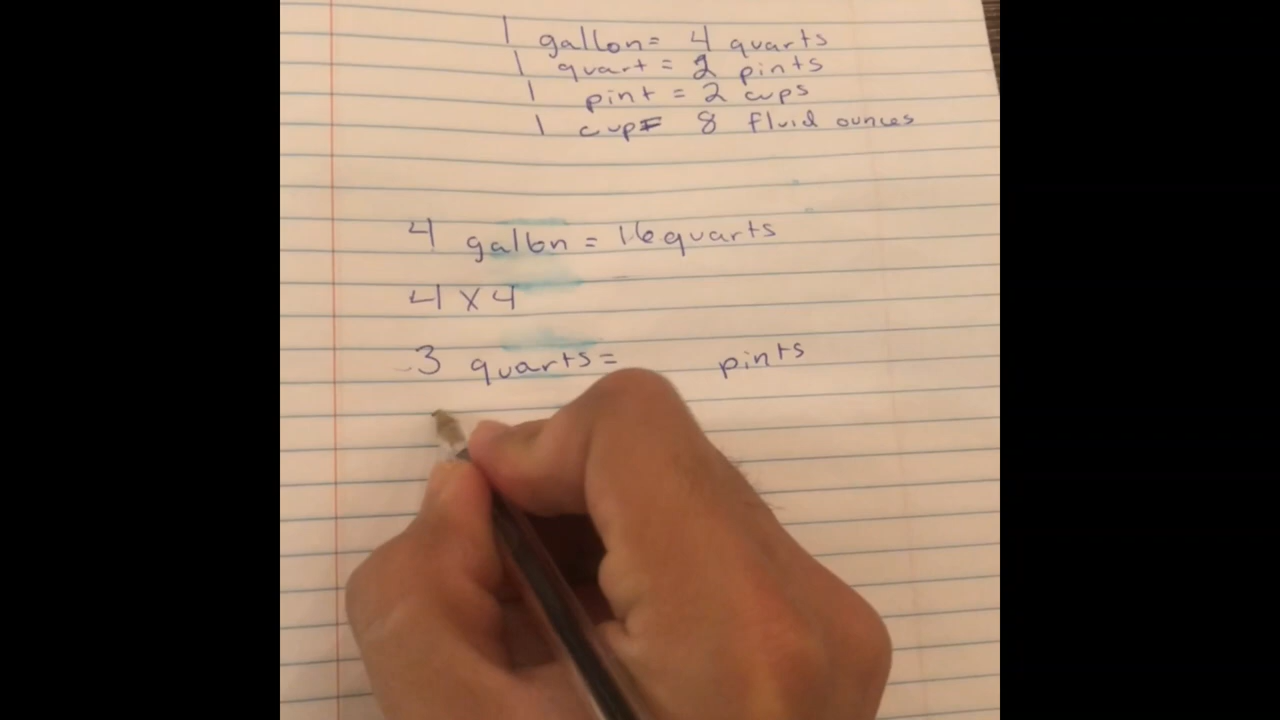 1 gallon= 4 quarts
1 quart = 2 pints
1 pint = 2 cups
1 cup= 8 fluid ounces
4 gallon = 16 quarts
4 x 4
3 quarts= pints